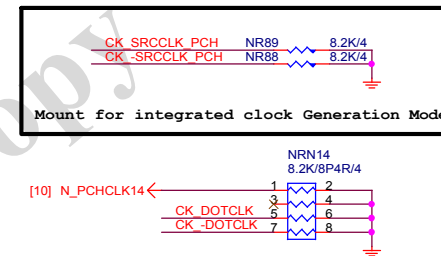 CK_SRCCLK_PCH NR89 8.2K/4
CK_-SRCCLK_PCH NR88 8.2K/4
Mount for integrated clock Generation Mode
NRN14
8.2K/8P4R/4
[10] N_PCHCLK14 1 2
3 4
CK_DOTCLK 5 6
CK_-DOTCLK 7 8
opy